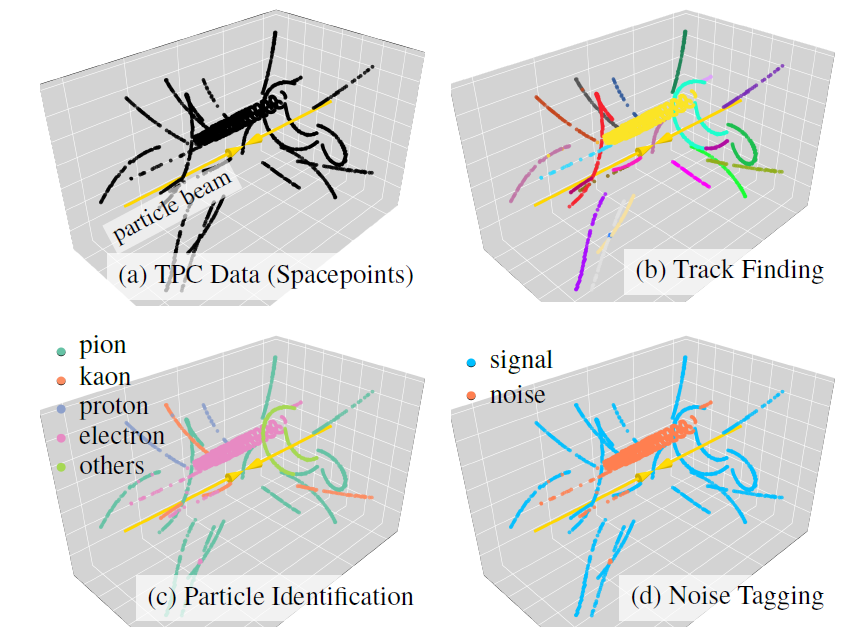 particle beam
(a) TPC Data (Spacepoints)
(b) Track Finding
pion
kaon
proton
electron
others
(c) Particle Identification
signal
noise
(d) Noise Tagging